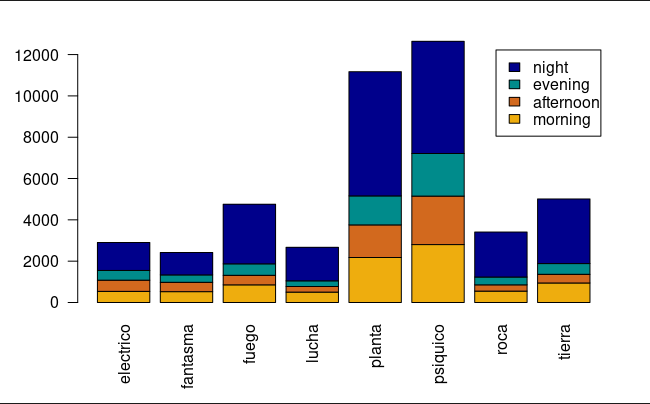 12000
10000
8000
6000
4000
2000
0
night
evening
afternoon
morning
electrico
fantasma
fuego
lucha
planta
psiquico
roca
tierra